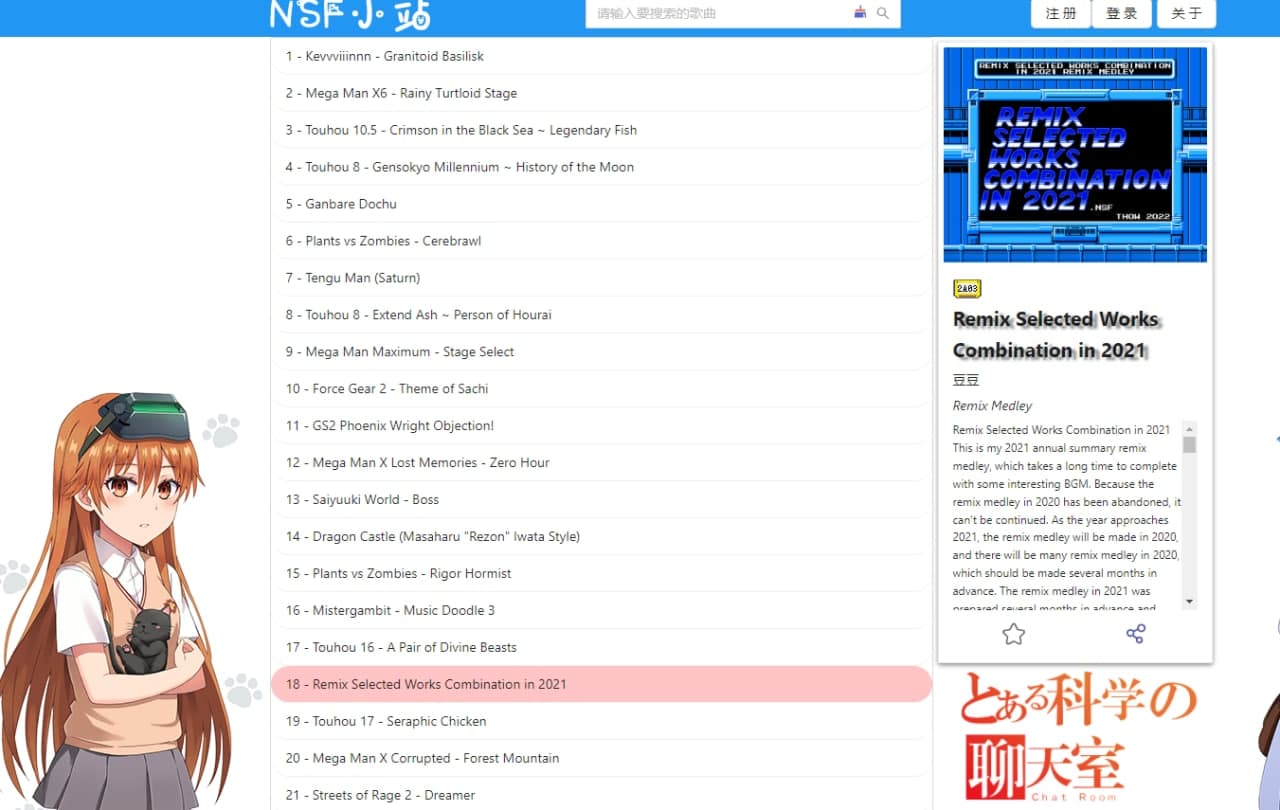 NSF小站
请输入要搜索的歌曲
注 册
登 录
关 于
1 - Kevvviiinnn - Granitoid Basilisk
2 - Mega Man X6 - Rainy Turtloid Stage
3 - Touhou 10.5 - Crimson in the Black Sea ~ Legendary Fish
4 - Touhou 8 - Gensokyo Millennium ~ History of the Moon
5 - Ganbare Dochu
6 - Plants vs Zombies - Cerebrawl
7 - Tengu Man (Saturn)
8 - Touhou 8 - Extend Ash ~ Person of Hourai
9 - Mega Man Maximum - Stage Select
10 - Force Gear 2 - Theme of Sachi
11 - GS2 Phoenix Wright Objection!
12 - Mega Man X Lost Memories - Zero Hour
13 - Saiyuuki World - Boss
14 - Dragon Castle (Masaharu "Rezon" Iwata Style)
15 - Plants vs Zombies - Rigor Hormist
16 - Mistergambit - Music Doodle 3
17 - Touhou 16 - A Pair of Divine Beasts
18 - Remix Selected Works Combination in 2021
19 - Touhou 17 - Seraphic Chicken
20 - Mega Man X Corrupted - Forest Mountain
21 - Streets of Rage 2 - Dreamer
REMIX SELECTED WORKS COMBINATION
IN 2021 REMIX MEDLEY
REMIX
SELECTED
WORKS
COMBINATION
IN 2021.NSF
THOW 2022
2A03
Remix Selected Works
Combination in 2021
豆豆
Remix Medley
Remix Selected Works Combination in 2021
This is my 2021 annual summary remix
medley, which takes a long time to complete
with some interesting BGM. Because the
remix medley in 2020 has been abandoned, it
can't be continued. As the year approaches
2021, the remix medley will be made in 2020,
and there will be many remix medley in 2020,
which should be made several months in
advance. The remix medley in 2021 was
prepared several months in advance and
とある科学の
聊天室
Chat Room